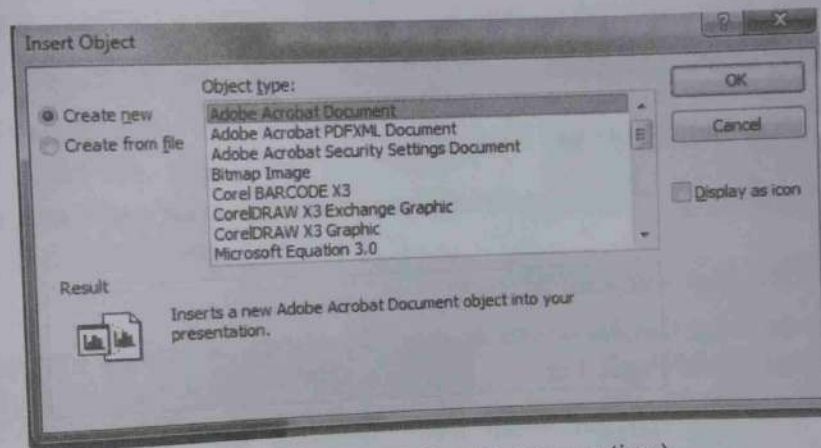 Insert Object
Object type:
Create new
Create from file
Adobe Acrobat Document
Adobe Acrobat PDFXML Document
Adobe Acrobat Security Settings Document
Bitmap Image
Corel BARCODE X3
CorelDRAW X3 Exchange Graphic
CorelDRAW X3 Graphic
Microsoft Equation 3.0
OK
Cancel
Display as icon
Result
Inserts a new Adobe Acrobat Document object into your
presentation.